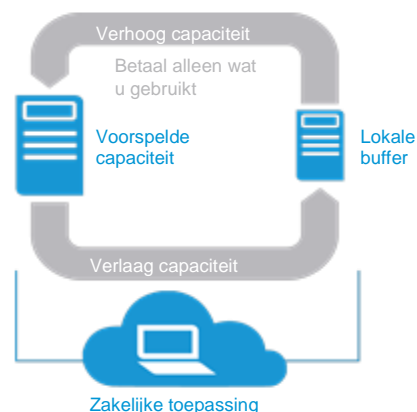 Verhoog capaciteit
Betaal alleen wat
u gebruikt
Voorspelde
capaciteit
Lokale
buffer
Verlaag capaciteit
Zakelijke toepassing